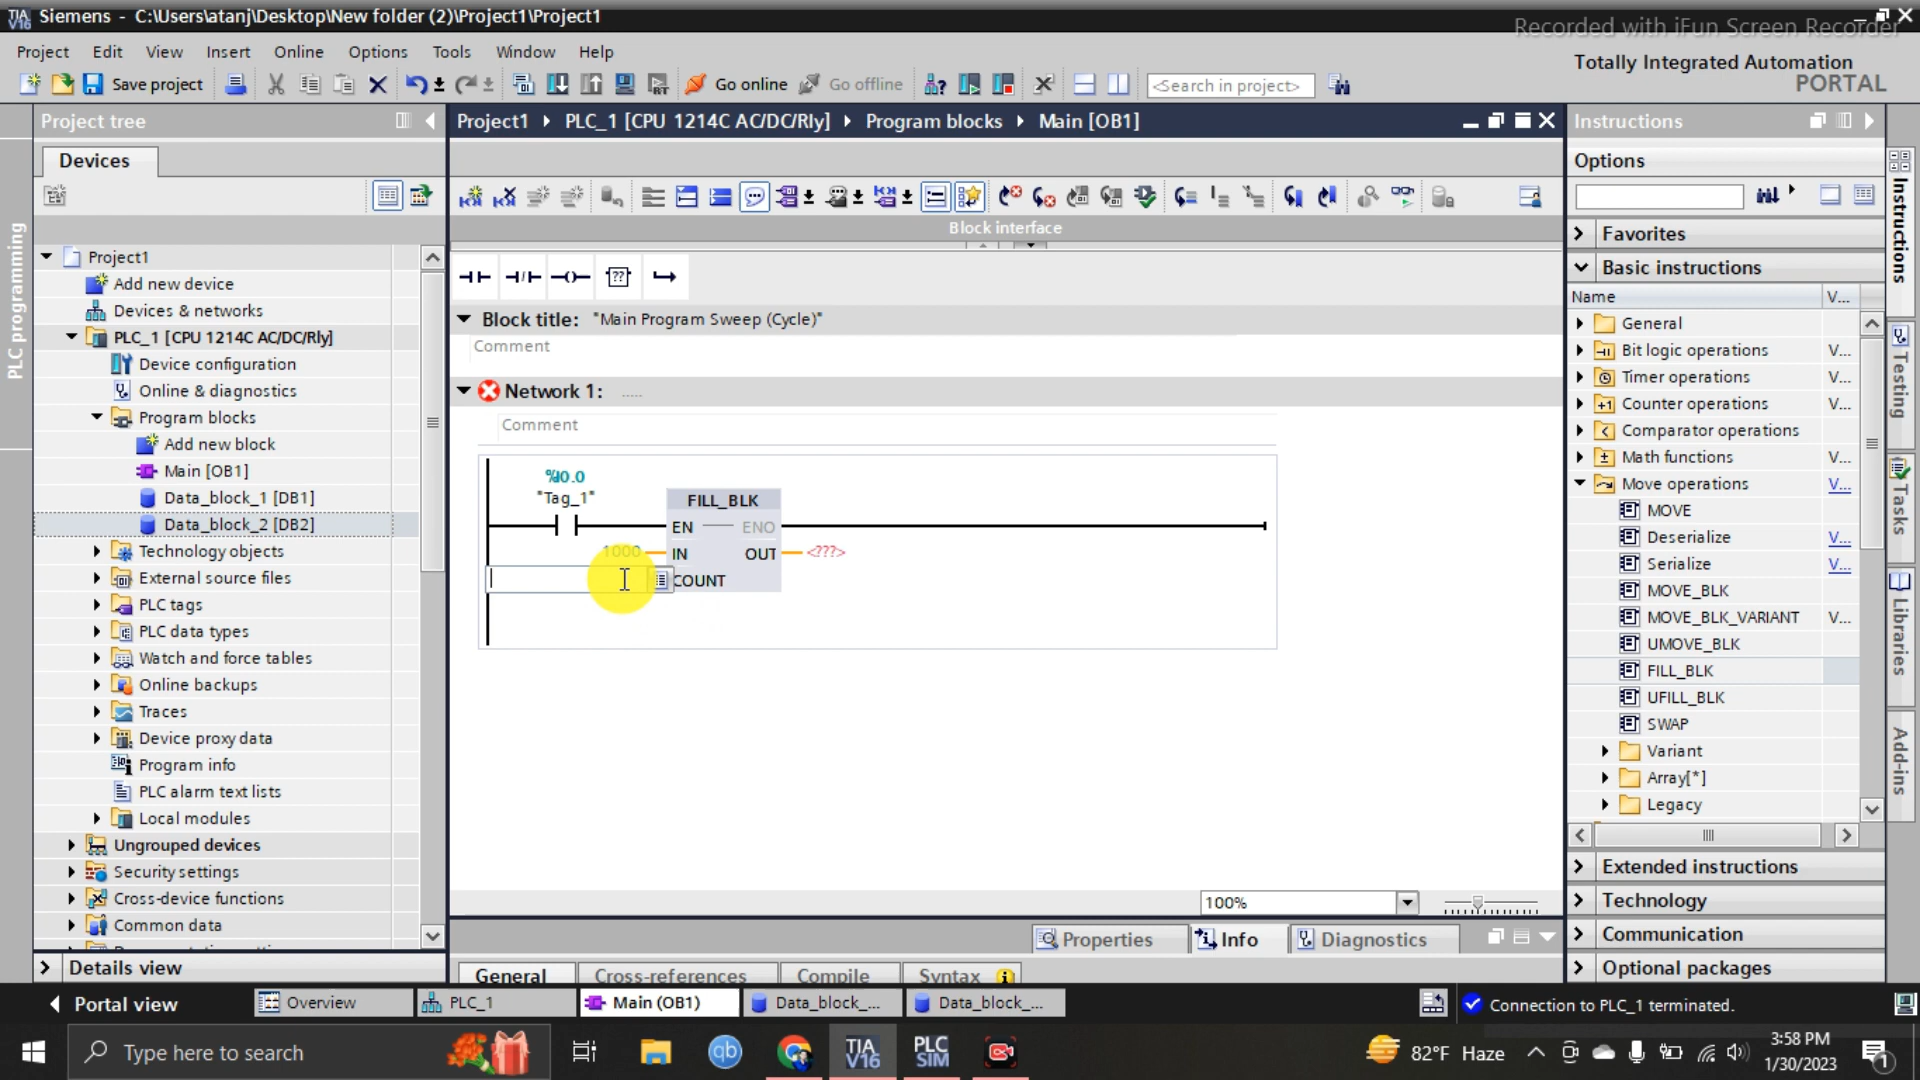 TIA V16 Siemens - C:\Users\atanj\Desktop\New folder (2)\Project1\Project1
Recorded with iFun Screen Recorder
Project Edit View Insert Online Options Tools Window Help
Totally Integrated Automation
PORTAL
Save project
Go online
Go offline
<Search in project>
Project tree
Project1 PLC_1 [CPU 1214C AC/DC/Rly] Program blocks Main [OB1]
Instructions
Devices
Options
PLC programming
Block interface
Favorites
Basic instructions
Name V...
Project1
Add new device
Devices & networks
PLC_1 [CPU 1214C AC/DC/Rly]
Device configuration
Online & diagnostics
Program blocks
Add new block
Main [OB1]
Data_block_1 [DB1]
Data_block_2 [DB2]
Technology objects
External source files
PLC tags
PLC data types
Watch and force tables
Online backups
Traces
Device proxy data
Program info
PLC alarm text lists
Local modules
Ungrouped devices
Security settings
Cross-device functions
Common data
Details view
??
Block title: "Main Program Sweep (Cycle)"
Comment
Network 1: .....
Comment
%I0.0
"Tag_1"
FILL_BLK
EN ENO
1000 IN OUT <???>
COUNT
100%
Properties Info Diagnostics
General Cross-references Compile Syntax
General
Bit logic operations V...
Timer operations V...
Counter operations V...
Comparator operations
Math functions V...
Move operations V...
MOVE
Deserialize V...
Serialize V...
MOVE_BLK
MOVE_BLK_VARIANT V...
UMOVE_BLK
FILL_BLK
UFILL_BLK
SWAP
Variant
Array[*]
Legacy
Extended instructions
Technology
Communication
Optional packages
Instructions
Testing
Tasks
Libraries
Add-ins
Portal view
Overview
PLC_1
Main (OB1)
Data_block_...
Data_block_...
Connection to PLC_1 terminated.
Type here to search
qb
TIA V16
PLC SIM
82°F Haze
3:58 PM
1/30/2023
1